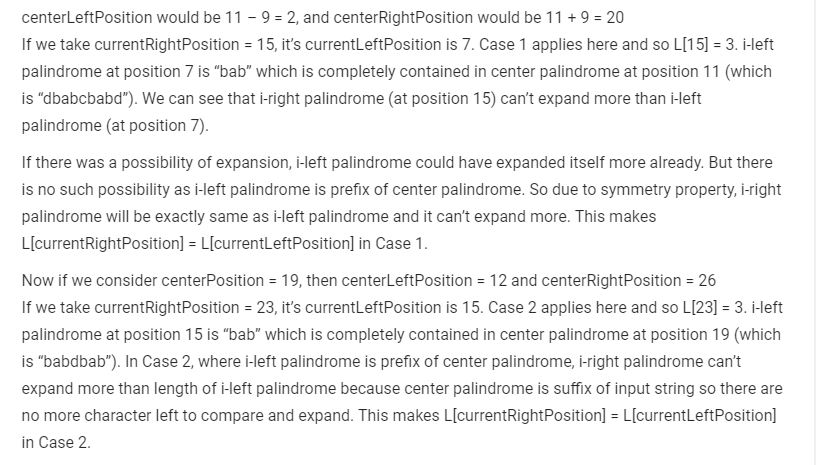 centerLeftPosition would be 11 – 9 = 2, and centerRightPosition would be 11 + 9 = 20
If we take currentRightPosition = 15, it's currentLeftPosition is 7. Case 1 applies here and so L[15] = 3. i-left
palindrome at position 7 is “bab” which is completely contained in center palindrome at position 11 (which
is “dbabcbabd”). We can see that i-right palindrome (at position 15) can't expand more than i-left
palindrome (at position 7).
If there was a possibility of expansion, i-left palindrome could have expanded itself more already. But there
is no such possibility as i-left palindrome is prefix of center palindrome. So due to symmetry property, i-right
palindrome will be exactly same as i-left palindrome and it can't expand more. This makes
L[currentRightPosition] = L[currentLeftPosition] in Case 1.
Now if we consider centerPosition = 19, then centerLeftPosition = 12 and centerRightPosition = 26
If we take currentRightPosition = 23, it's currentLeftPosition is 15. Case 2 applies here and so L[23] = 3. i-left
palindrome at position 15 is “bab” which is completely contained in center palindrome at position 19 (which
is “babdbab”). In Case 2, where i-left palindrome is prefix of center palindrome, i-right palindrome can't
expand more than length of i-left palindrome because center palindrome is suffix of input string so there are
no more character left to compare and expand. This makes L[currentRightPosition] = L[currentLeftPosition]
in Case 2.